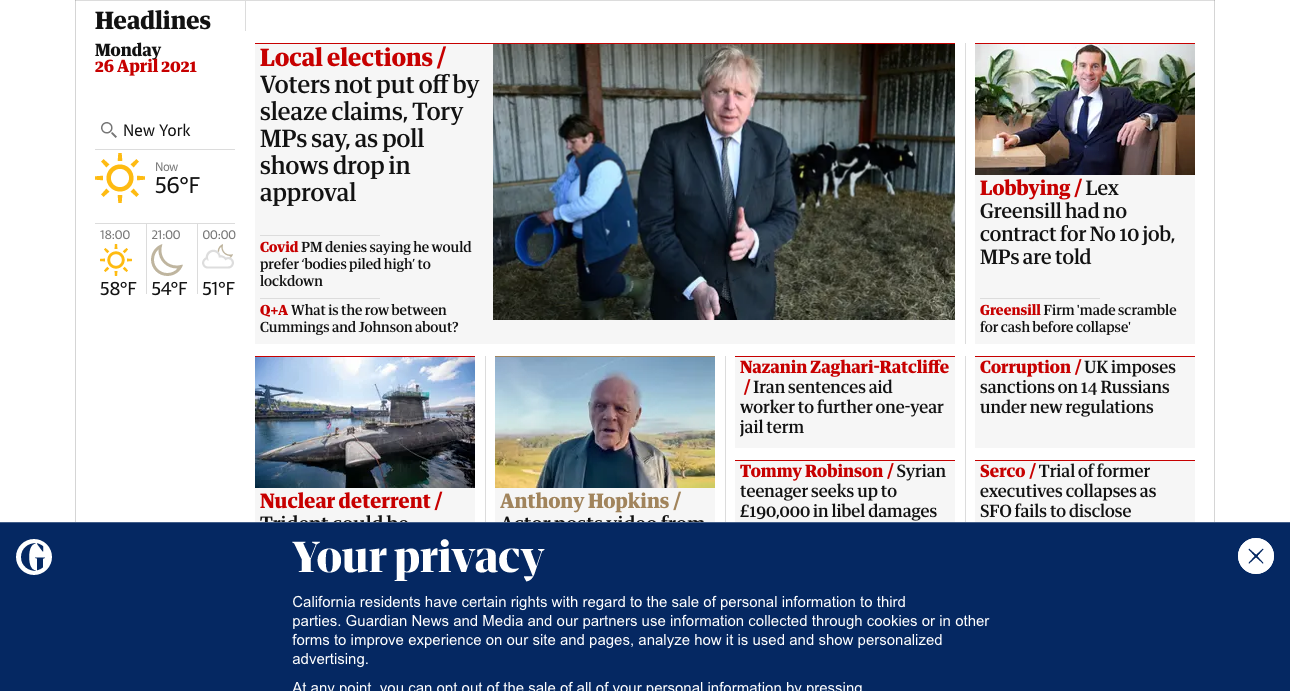 Headlines
Monday
26 April 2021
New York
Now
56°F
18:00
21:00
00:00
58°F
54°F
51°F
Local elections /
Voters not put off by
sleaze claims, Tory
MPs say, as poll
shows drop in
approval
Covid PM denies saying he would
prefer ‘bodies piled high’ to
lockdown
Q+A What is the row between
Cummings and Johnson about?
Lobbying / Lex
Greensill had no
contract for No 10 job,
MPs are told
Greensill Firm 'made scramble
for cash before collapse'
Nuclear deterrent /
Trident could be
Anthony Hopkins /
Actor posts video from
Nazanin Zaghari-Ratcliffe
/ Iran sentences aid
worker to further one-year
jail term
Tommy Robinson / Syrian
teenager seeks up to
£190,000 in libel damages
Corruption / UK imposes
sanctions on 14 Russians
under new regulations
Serco / Trial of former
executives collapses as
SFO fails to disclose
Your privacy
California residents have certain rights with regard to the sale of personal information to third
parties. Guardian News and Media and our partners use information collected through cookies or in other
forms to improve experience on our site and pages, analyze how it is used and show personalized
advertising.
At any point, you can opt out of the sale of all of your personal information by pressing